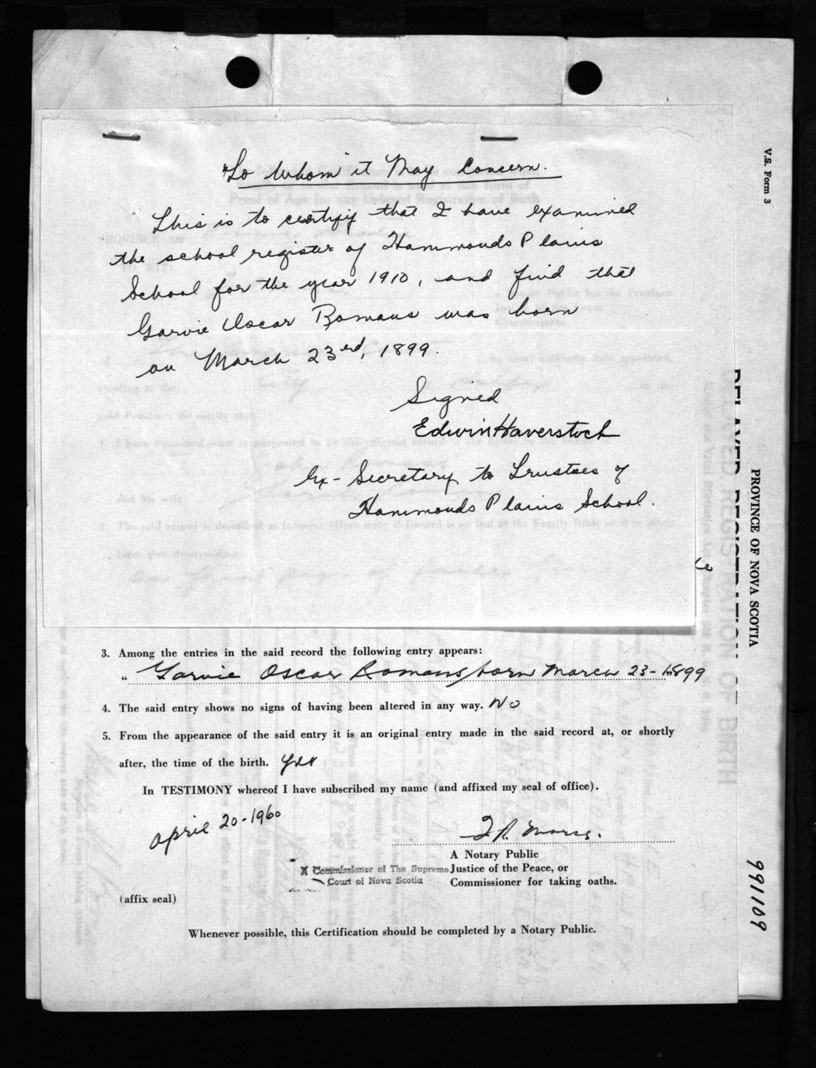 To Whom it May Concern.
This is to certify that I have examined
the school register of Hammonds Plains
School for the year 1910, and find that
Garvie Oscar Romans was born
on March 23rd, 1899.
Signed
Edwin Haverstock
Ex-Secretary to Trustees of
Hammonds Plains School.
3. Among the entries in the said record the following entry appears:
" Garvie Oscar Romans, born March 23-1899
4. The said entry shows no signs of having been altered in any way. No
5. From the appearance of the said entry it is an original entry made in the said record at, or shortly
after, the time of the birth. Yes
In TESTIMONY whereof I have subscribed my name (and affixed my seal of office).
April 20-1960
A Notary Public
A Commissioner of The Supreme Justice of the Peace, or
Court of Nova Scotia Commissioner for taking oaths.
(affix seal)
Whenever possible, this Certification should be completed by a Notary Public.
V.S. Form 3
PROVINCE OF NOVA SCOTIA
DELAYED REGISTRATION OF BIRTH
991109